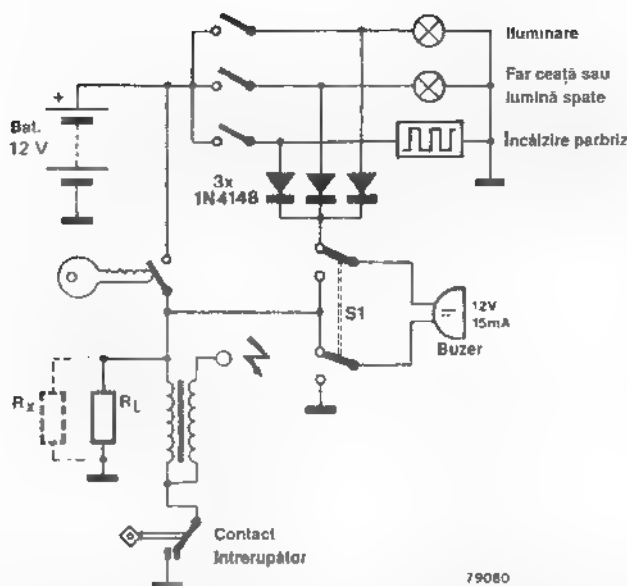 Iluminare
Far ceață sau
lumină spate
Încălzire parbriz
+
Bat.
12 V
3x
1N4148
S1
12V
15mA
Buzer
Rx
RL
Contact
întrerupător
79080